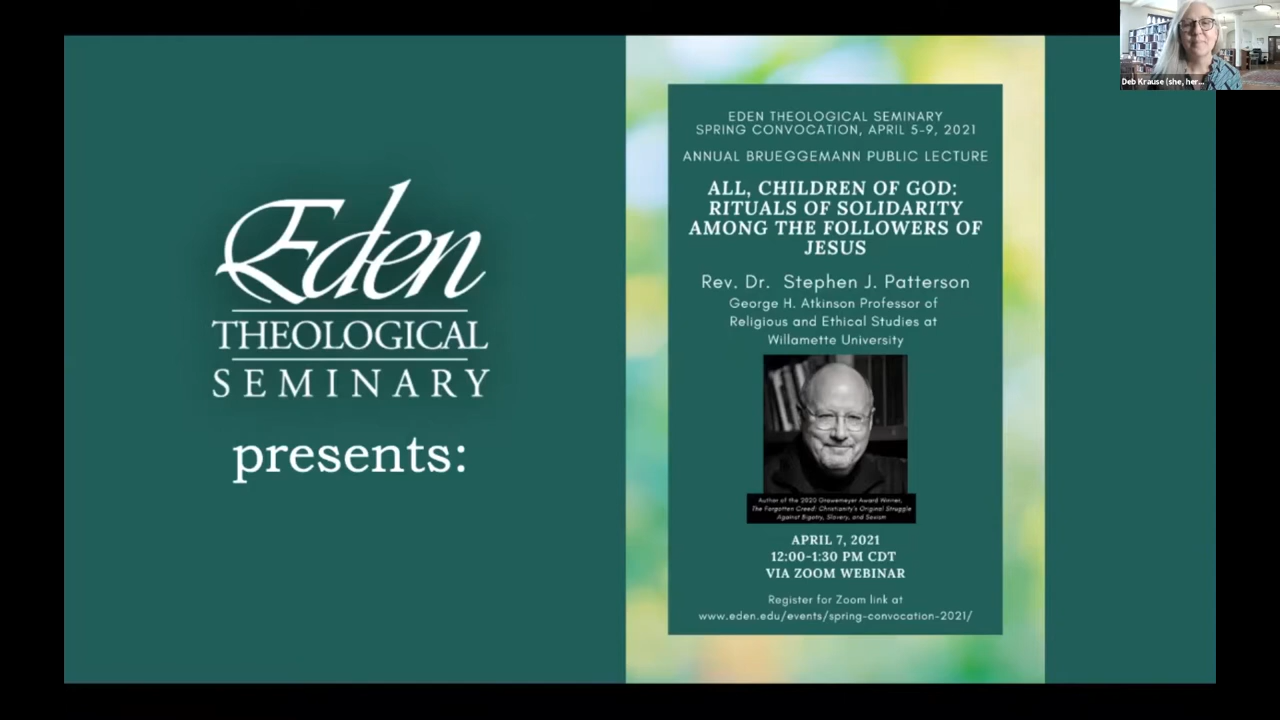 Eden
THEOLOGICAL
SEMINARY
presents:
EDEN THEOLOGICAL SEMINARY
SPRING CONVOCATION, APRIL 5-9, 2021
ANNUAL BRUEGGEMANN PUBLIC LECTURE
ALL, CHILDREN OF GOD:
RITUALS OF SOLIDARITY
AMONG THE FOLLOWERS OF
JESUS
Rev. Dr. Stephen J. Patterson
George H. Atkinson Professor of
Religious and Ethical Studies at
Willamette University
Author of the 2020 Grawemeyer Award Winner,
The Forgotten Creed: Christianity's Original Struggle
Against Bigotry, Slavery, and Sexism
APRIL 7, 2021
12:00-1:30 PM CDT
VIA ZOOM WEBINAR
Register for Zoom link at
www.eden.edu/events/spring-convocation-2021/
Deb Krause (she, her...